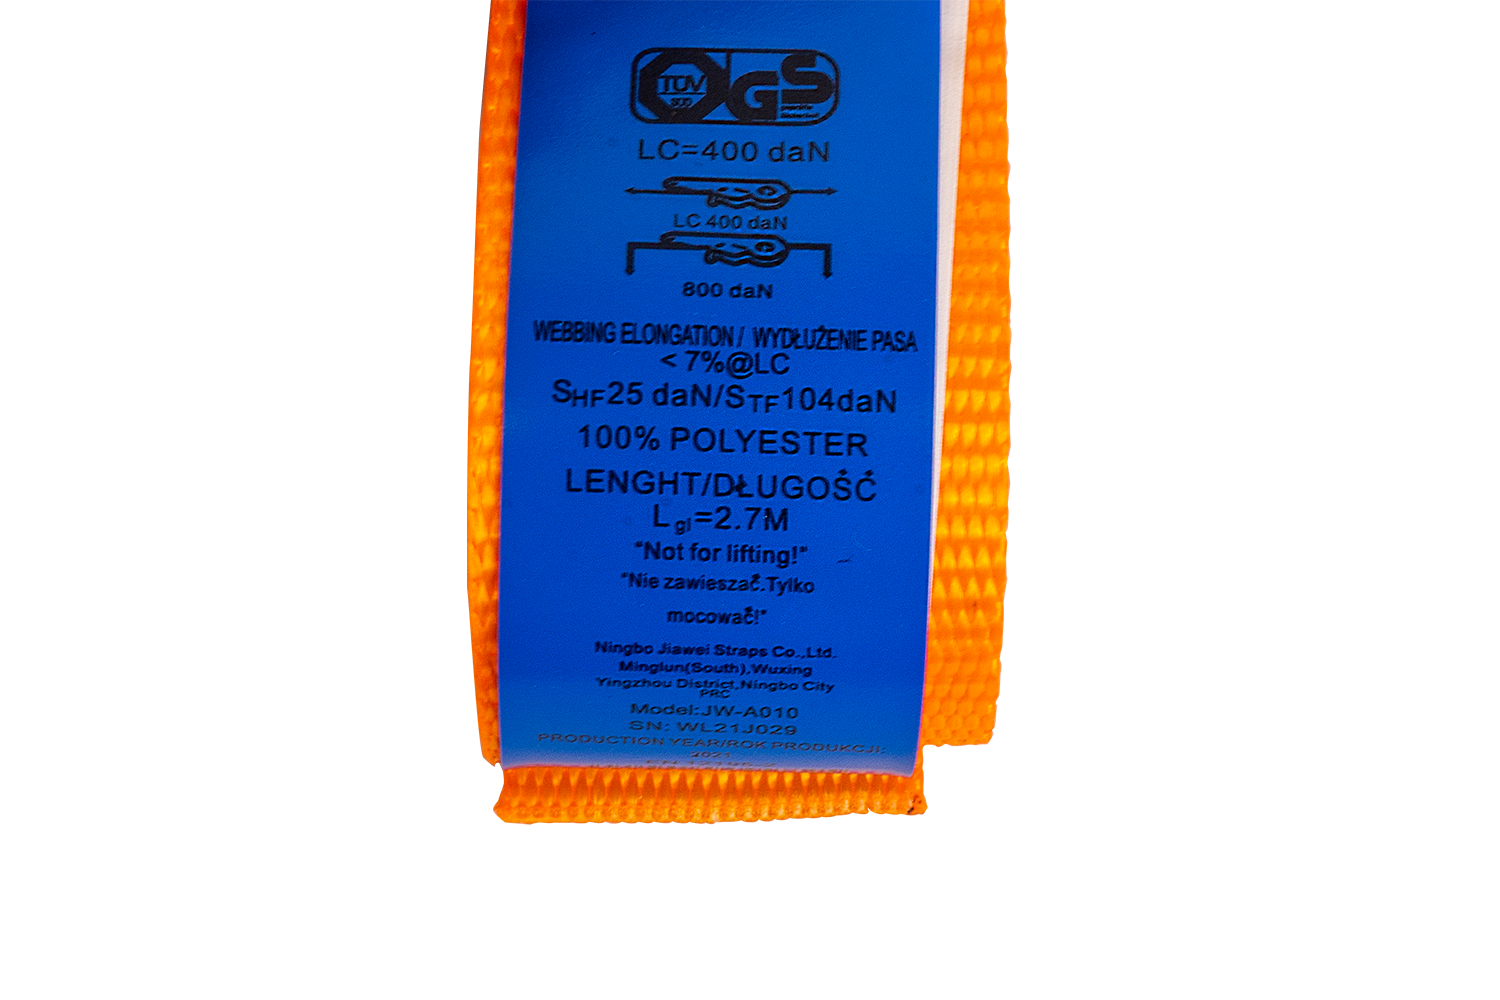 TÜV
GS
LC=400 daN
LC 400 daN
800 daN
WEBBING ELONGATION / WYDŁUŻENIE PASA
< 7%@LC
SHF25 daN/STF104daN
100% POLYESTER
LENGHT/DŁUGOŚĆ
Lgl=2.7M
"Not for lifting!"
"Nie zawieszać.Tylko
mocować!"
Ningbo Jiawei Straps Co.,Ltd.
Minglun(South),Wuxing
Yingzhou District,Ningbo City
PRC
Model:JW-A010
SN: WL21J029
PRODUCTION YEAR/ROK PRODUKCJI:
2021